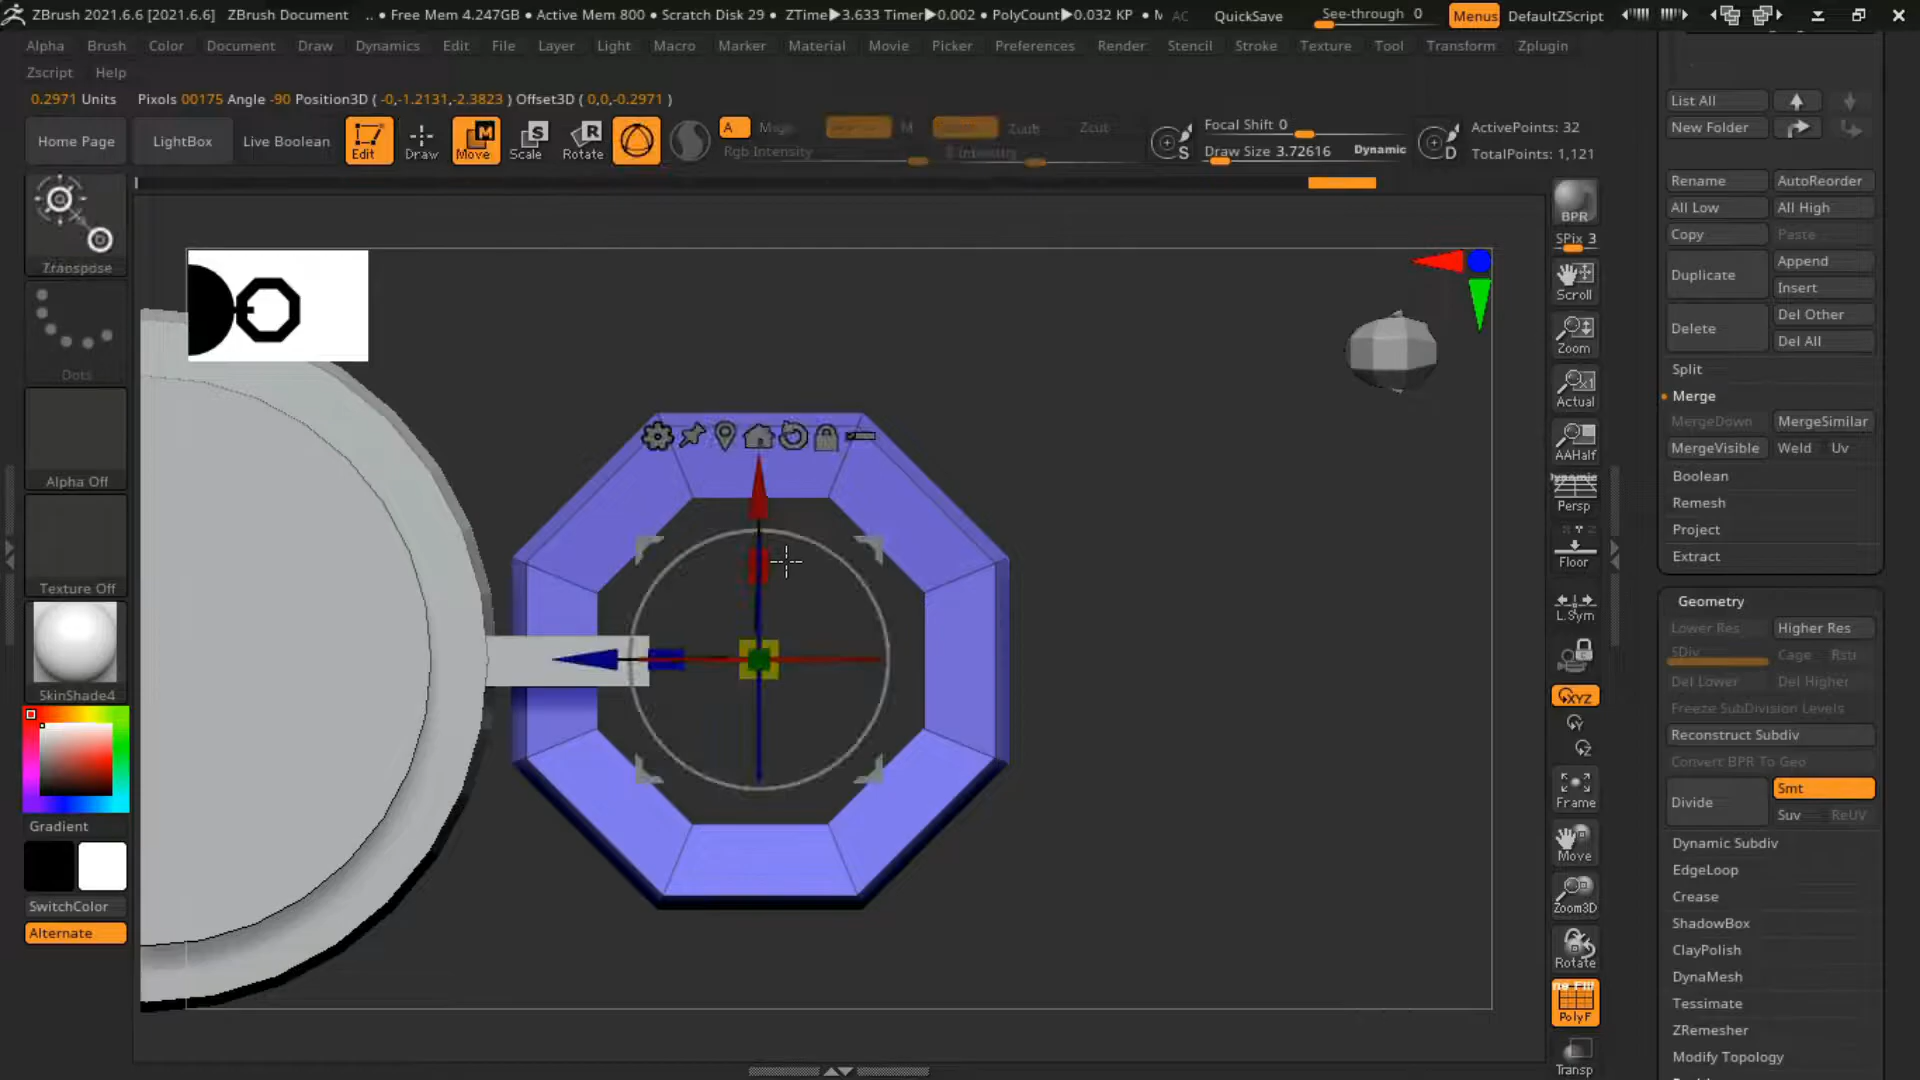 ZBrush 2021.6.6 [2021.6.6] ZBrush Document .. • Free Mem 4.247GB • Active Mem 800 • Scratch Disk 29 • ZTime▶3.633 Timer▶0.002 • PolyCount▶0.032 KP • M AC QuickSave See-through 0 Menus DefaultZScript
Alpha Brush Color Document Draw Dynamics Edit File Layer Light Macro Marker Material Movie Picker Preferences Render Stencil Stroke Texture Tool Transform Zplugin
Zscript Help
0.2971 Units Pixols 00175 Angle -90 Position3D ( -0,-1.2131,-2.3823 ) Offset3D ( 0,0,-0.2971 )
Home Page LightBox Live Boolean Edit Draw Move Scale Rotate
A M Zcut
Rgb Intensity
Focal Shift 0
Draw Size 3.72616 Dynamic
S D
ActivePoints: 32
TotalPoints: 1,121
Transpose
Dots
Alpha Off
Texture Off
SkinShade4
Gradient
SwitchColor
Alternate
BPR
SPix 3
Scroll
Zoom
Actual
AAHalf
Dynamic
Persp
Floor
L.Sym
XYZ
Y
Z
Frame
Move
Zoom3D
Rotate
PolyF
Transp
List All
New Folder
Rename AutoReorder
All Low All High
Copy Paste
Duplicate Append
Insert
Delete Del Other
Del All
Split
Merge
MergeDown MergeSimilar
MergeVisible Weld Uv
Boolean
Remesh
Project
Extract
Geometry
Lower Res Higher Res
SDiv Cage Rstr
Del Lower Del Higher
Freeze SubDivision Levels
Reconstruct Subdiv
Convert BPR To Geo
Divide Smt
Suv ReUV
Dynamic Subdiv
EdgeLoop
Crease
ShadowBox
ClayPolish
DynaMesh
Tessimate
ZRemesher
Modify Topology